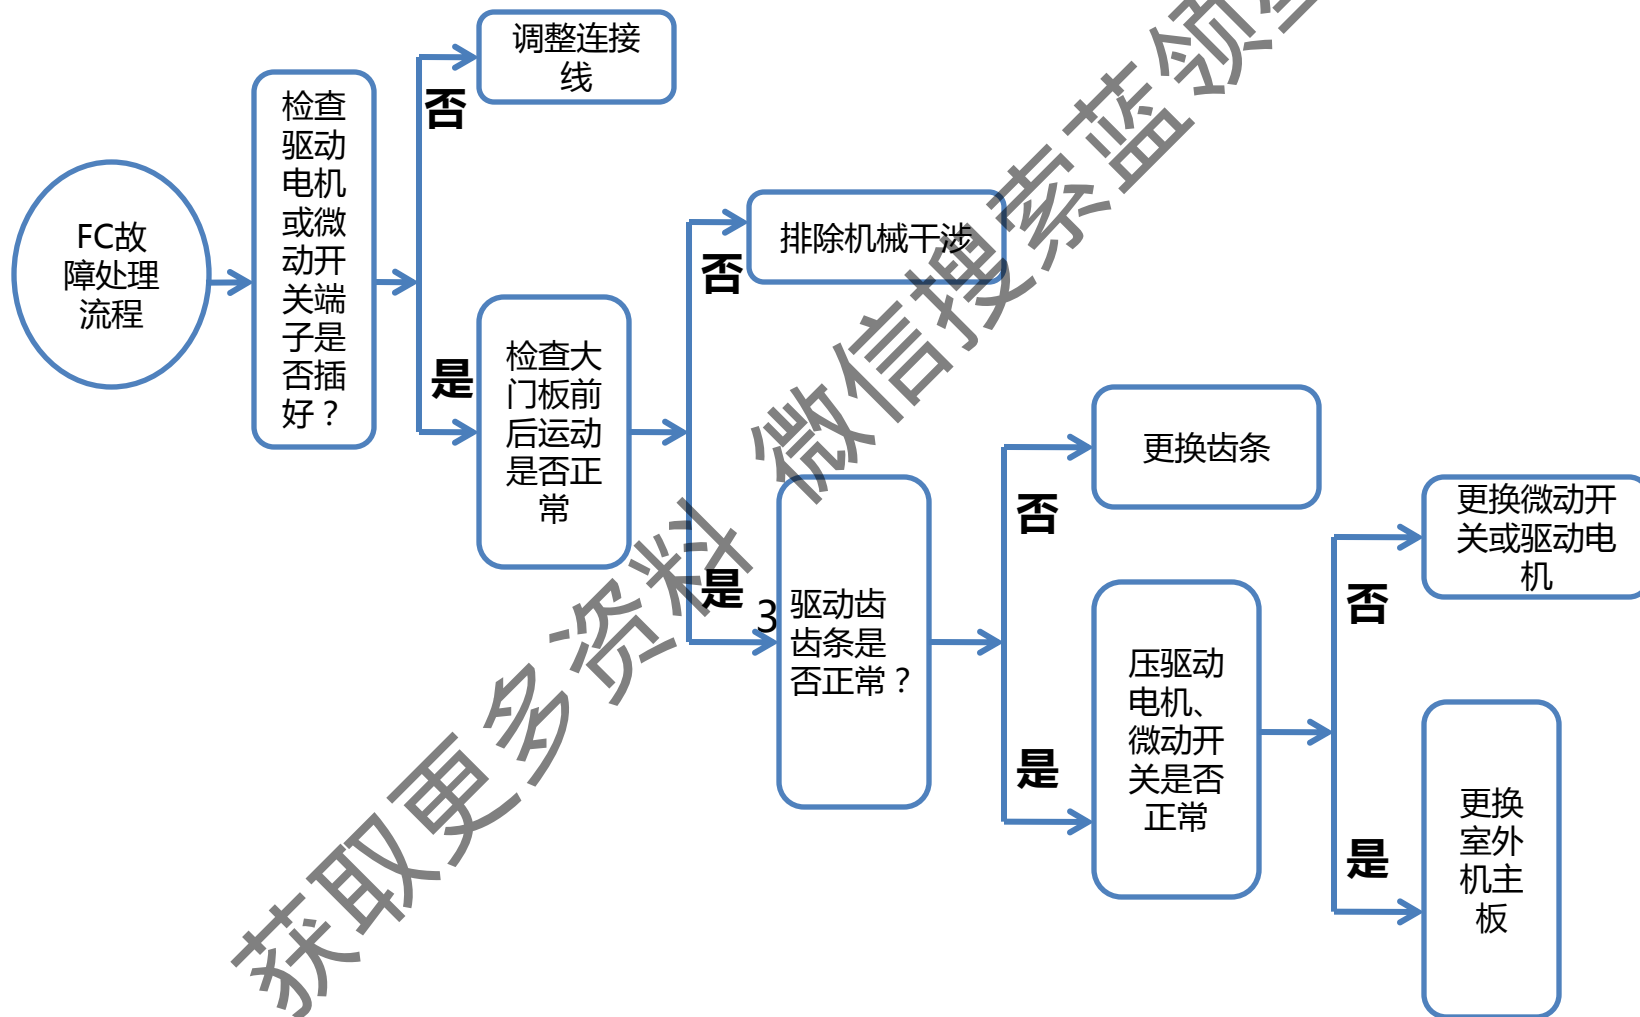 FC故
障处理
流程
检查
驱动
电机
或微
动开
关端
子是
否插
好？
否
是
调整连接
线
检查大
门板前
后运动
是否正
常
否
是
排除机械干涉
3
驱动齿
齿条是
否正常？
否
是
更换齿条
压驱动
电机、
微动开
关是否
正常
否
是
更换微动开
关或驱动电
机
更换
室外
机主
板
获取更多资料 微信搜索蓝领